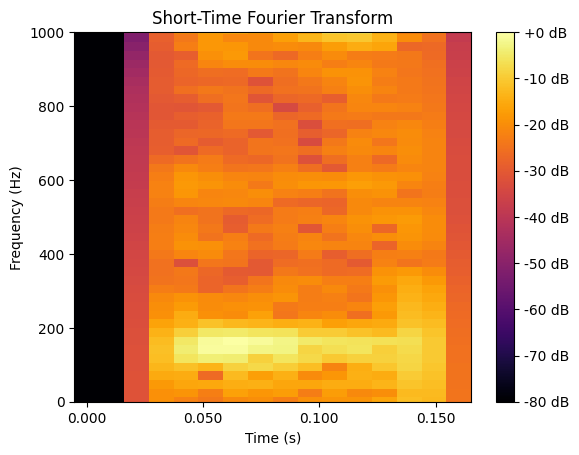 Short-Time Fourier Transform
1000
800
600
400
200
0
Frequency (Hz)
0.000
0.050
0.100
0.150
Time (s)
+0 dB
-10 dB
-20 dB
-30 dB
-40 dB
-50 dB
-60 dB
-70 dB
-80 dB